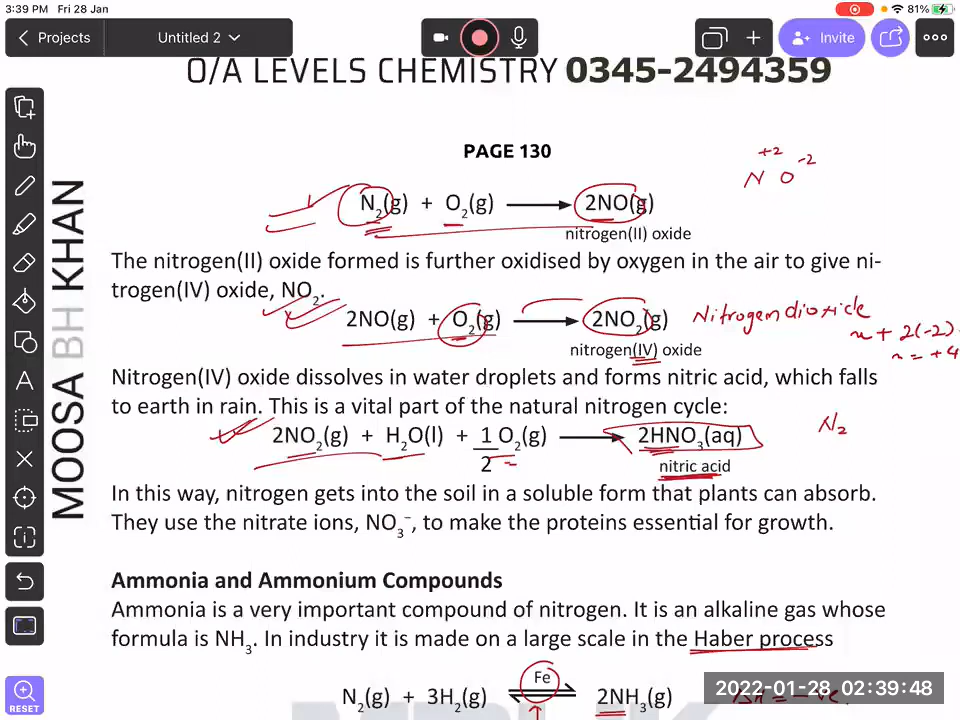 3:39 PM Fri 28 Jan
81%
Projects
Untitled 2
Invite
O/A LEVELS CHEMISTRY 0345-2494359
PAGE 130
+2 -2
N O
N₂(g) + O₂(g) → 2NO(g)
nitrogen(II) oxide
The nitrogen(II) oxide formed is further oxidised by oxygen in the air to give ni-
trogen(IV) oxide, NO₂.
2NO(g) + O₂(g) → 2NO₂(g)
Nitrogen dioxide
x + 2(-2)
x = +4
nitrogen(IV) oxide
Nitrogen(IV) oxide dissolves in water droplets and forms nitric acid, which falls
to earth in rain. This is a vital part of the natural nitrogen cycle:
N₂
2NO₂(g) + H₂O(l) + 1/2 O₂(g) → 2HNO₃(aq)
nitric acid
In this way, nitrogen gets into the soil in a soluble form that plants can absorb.
They use the nitrate ions, NO₃⁻, to make the proteins essential for growth.
Ammonia and Ammonium Compounds
Ammonia is a very important compound of nitrogen. It is an alkaline gas whose
formula is NH₃. In industry it is made on a large scale in the Haber process
Fe
N₂(g) + 3H₂(g) ⇌ 2NH₃(g)
2022-01-28 02:39:48
MOOSA BH KHAN
RESET